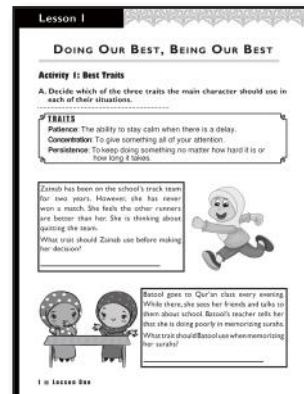 Lesson 1
DOING OUR BEST, BEING OUR BEST
Activity 1: Best Traits
A. Decide which of the three traits the main character should use in
each of their situations.
TRAITS
Patience: The ability to stay calm when there is a delay.
Concentration: To give something all of your attention.
Persistence: To keep doing something no matter how hard it is or
how long it takes.
Zainab has been on the school's track team
for two years. However, she has never
won a match. She feels the other runners
are better than her. She is thinking about
quitting the team.
What trait should Zainab use before making
her decision?
Batool goes to Qur'an class every evening.
While there, she sees her friends and talks to
them about school. Batool's teacher tells her
that she is doing poorly in memorizing surahs.
What trait should Batool use when memorizing
her surahs?
1 Lesson One